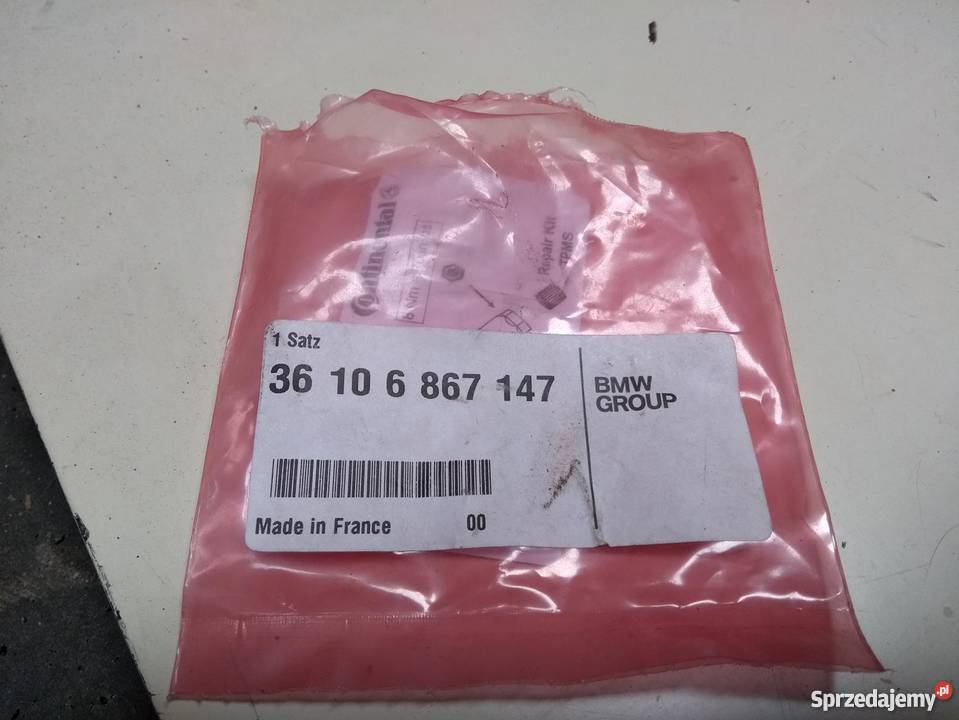 Continental
Repair Kit
TPMS
1 Satz
36 10 6 867 147
BMW
GROUP
Made in France 00
Sprzedajemy.pl